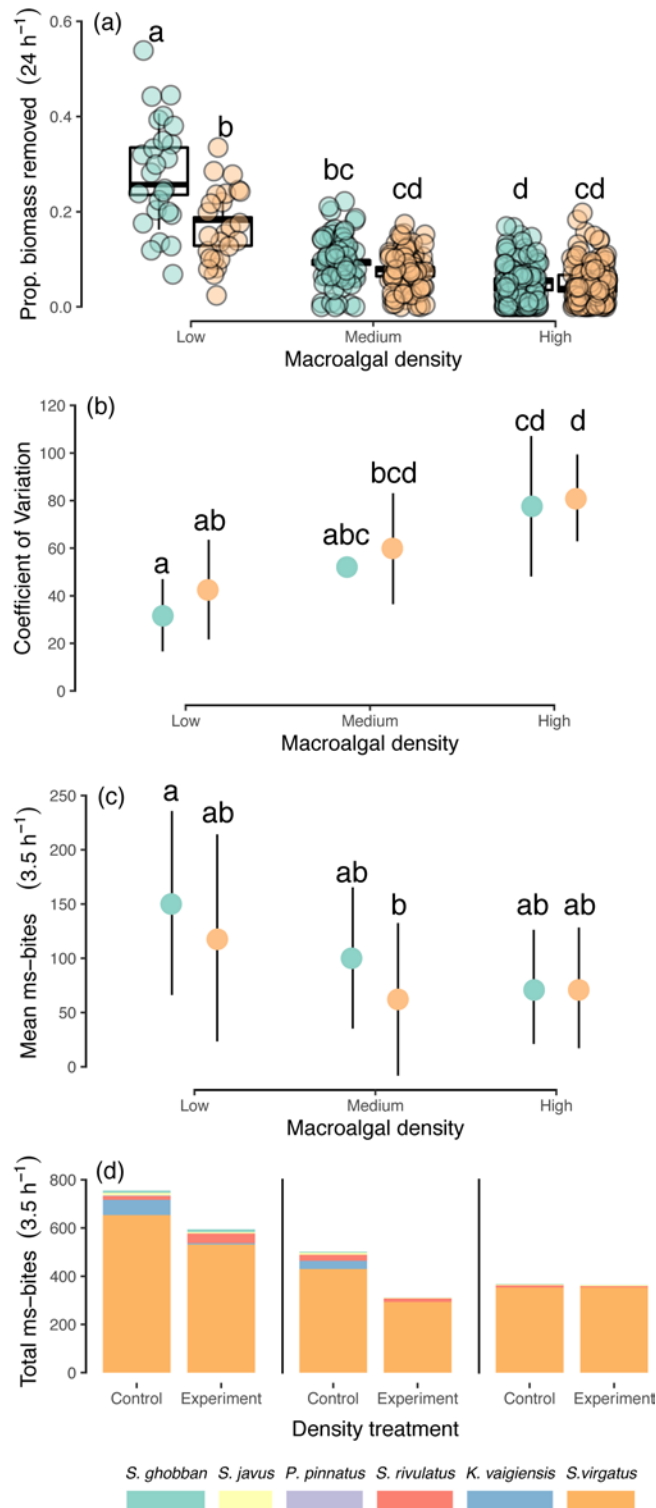 (a)
a
b
bc
cd
d
cd
0.6
0.4
0.2
0.0
Prop. biomass removed (24 h⁻¹)
Low
Medium
High
Macroalgal density
(b)
a
ab
abc
bcd
cd
d
120
100
80
60
40
20
0
Coefficient of Variation
Low
Medium
High
Macroalgal density
(c)
a
ab
ab
b
ab
ab
250
200
150
100
50
0
Mean ms−bites (3.5 h⁻¹)
Low
Medium
High
Macroalgal density
(d)
800
600
400
200
0
Total ms−bites (3.5 h⁻¹)
Control Experiment Control Experiment Control Experiment
Density treatment
S. ghobban S. javus P. pinnatus S. rivulatus K. vaigiensis S.virgatus